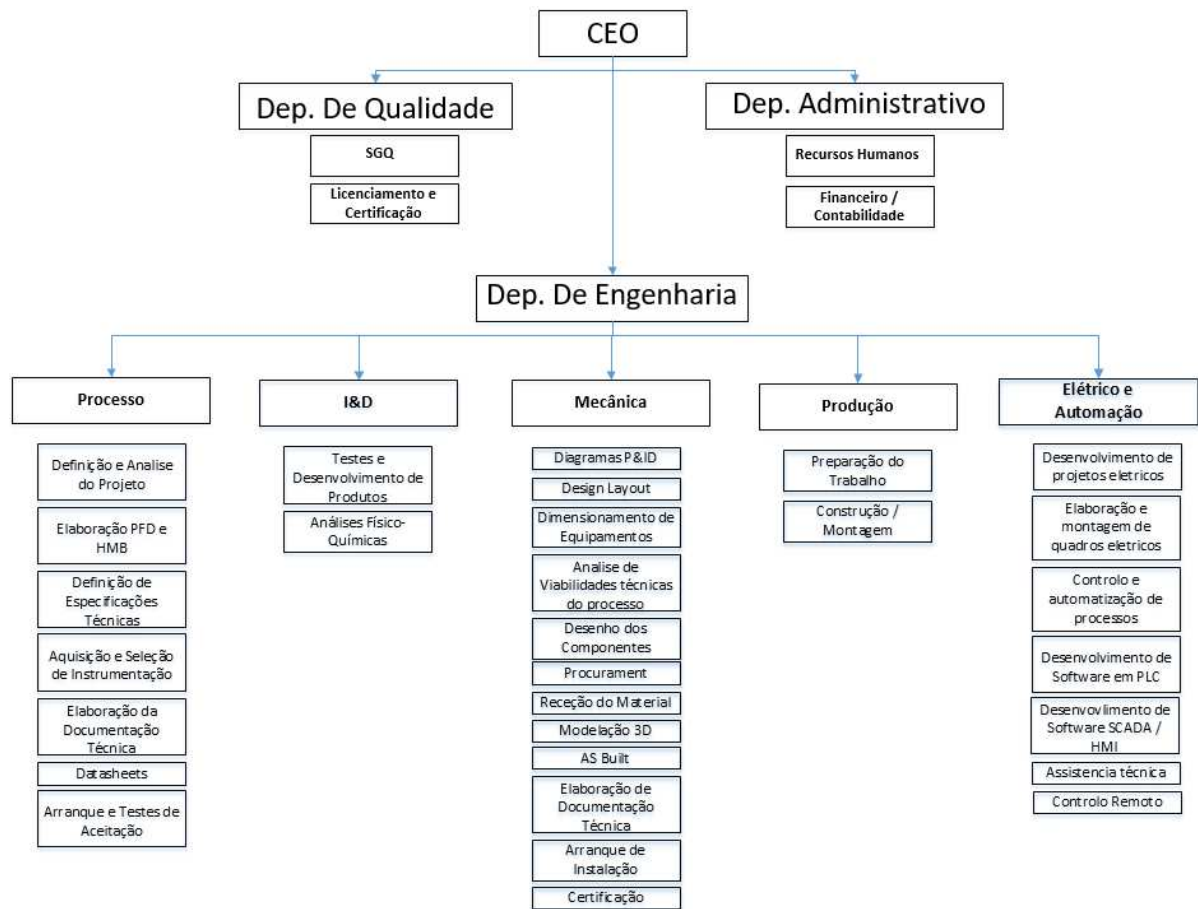 CEO
Dep. De Qualidade
SGQ
Licenciamento e
Certificação
Dep. Administrativo
Recursos Humanos
Financeiro /
Contabilidade
Dep. De Engenharia
Processo
Definição e Analise
do Projeto
Elaboração PFD e
HMB
Definição de
Especificações
Técnicas
Aquisição e Seleção
de Instrumentação
Elaboração da
Documentação
Técnica
Datasheets
Arranque e Testes de
Aceitação
I&D
Testes e
Desenvolvimento de
Produtos
Análises Físico-
Químicas
Mecânica
Diagramas P&ID
Design Layout
Dimensionamento de
Equipamentos
Analise de
Viabilidades técnicas
do processo
Desenho dos
Componentes
Procurament
Receção do Material
Modelação 3D
AS Built
Elaboração de
Documentação
Técnica
Arranque de
Instalação
Certificação
Produção
Preparação do
Trabalho
Construção /
Montagem
Elétrico e
Automação
Desenvolvimento de
projetos eletricos
Elaboração e
montagem de
quadros eletricos
Controlo e
automatização de
processos
Desenvolvimento de
Software em PLC
Desenvovlimento de
Software SCADA /
HMI
Assistencia técnica
Controlo Remoto